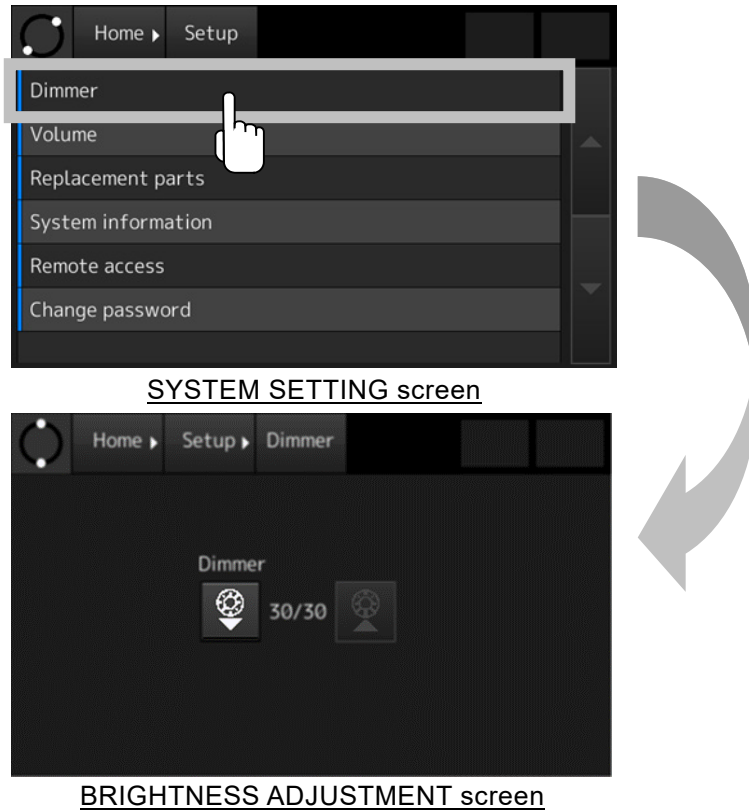 Home Setup
Dimmer
Volume
Replacement parts
System information
Remote access
Change password
SYSTEM SETTING screen
Home Setup Dimmer
Dimmer
30/30
BRIGHTNESS ADJUSTMENT screen